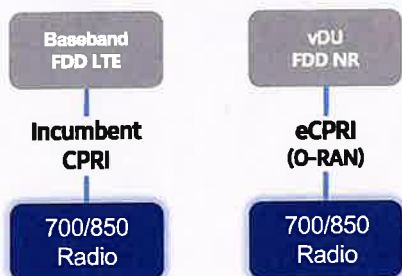 Baseband
FDD LTE
Incumbent
CPRI
700/850
Radio
vDU
FDD NR
eCPRI
(O-RAN)
700/850
Radio